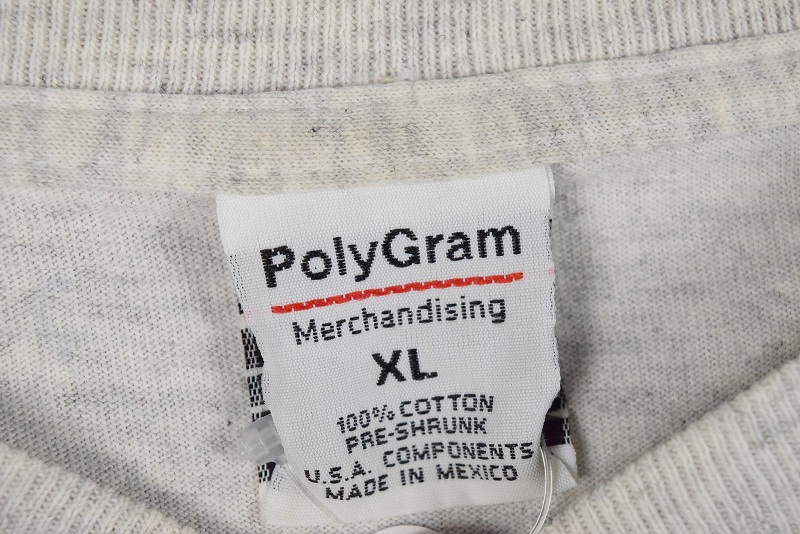 PolyGram
Merchandising
XL
100% COTTON
PRE-SHRUNK
U.S.A. COMPONENTS
MADE IN MEXICO